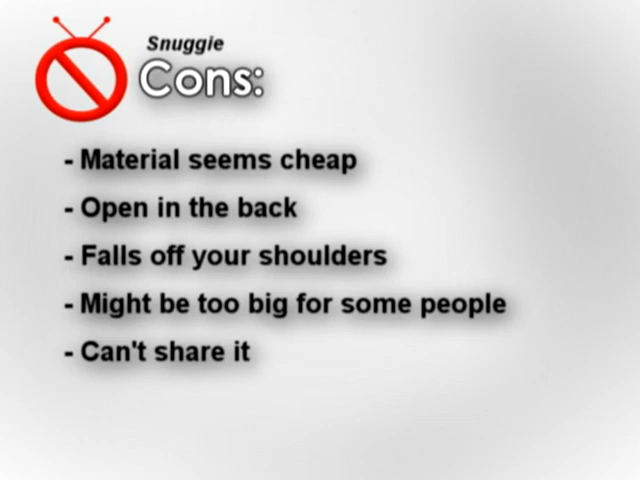 Snuggie
Cons:
- Material seems cheap
- Open in the back
- Falls off your shoulders
- Might be too big for some people
- Can't share it